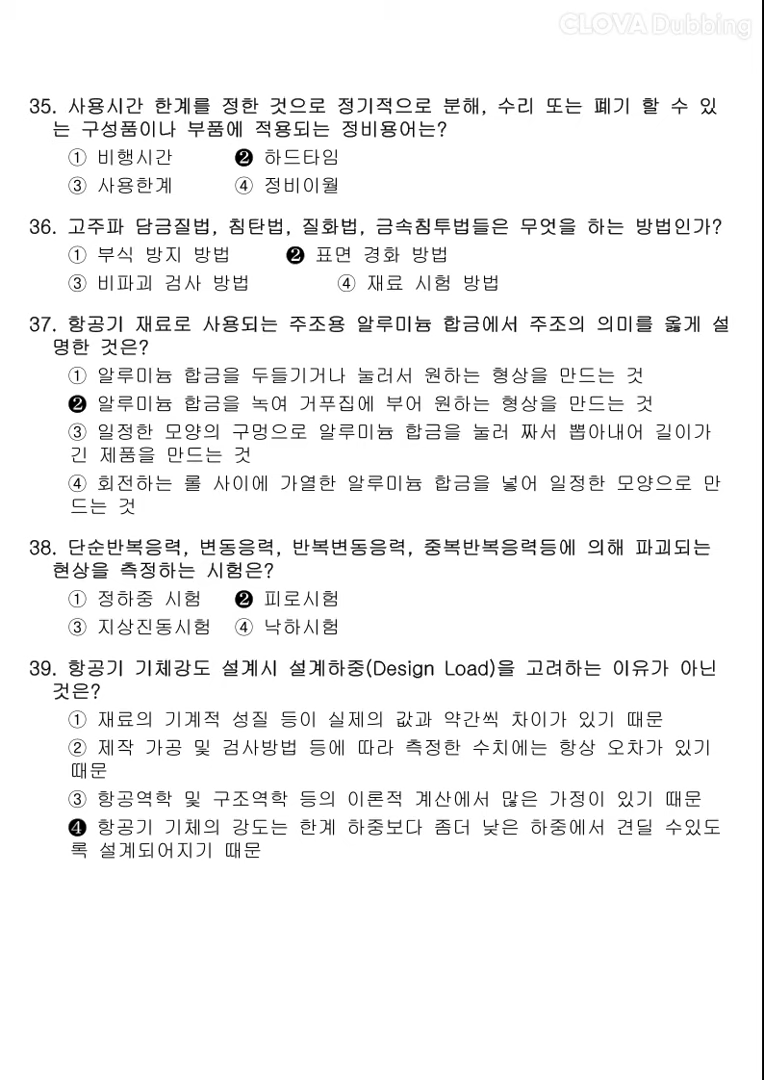 CLOVA Dubbing
35. 사용시간 한계를 정한 것으로 정기적으로 분해, 수리 또는 폐기 할 수 있
는 구성품이나 부품에 적용되는 정비용어는?
① 비행시간 ❷ 하드타임
③ 사용한계 ④ 정비이월
36. 고주파 담금질법, 침탄법, 질화법, 금속침투법들은 무엇을 하는 방법인가?
① 부식 방지 방법 ❷ 표면 경화 방법
③ 비파괴 검사 방법 ④ 재료 시험 방법
37. 항공기 재료로 사용되는 주조용 알루미늄 합금에서 주조의 의미를 옳게 설
명한 것은?
① 알루미늄 합금을 두들기거나 눌러서 원하는 형상을 만드는 것
❷ 알루미늄 합금을 녹여 거푸집에 부어 원하는 형상을 만드는 것
③ 일정한 모양의 구멍으로 알루미늄 합금을 눌러 짜서 뽑아내어 길이가
긴 제품을 만드는 것
④ 회전하는 롤 사이에 가열한 알루미늄 합금을 넣어 일정한 모양으로 만
드는 것
38. 단순반복응력, 변동응력, 반복변동응력, 중복반복응력등에 의해 파괴되는
현상을 측정하는 시험은?
① 정하중 시험 ❷ 피로시험
③ 지상진동시험 ④ 낙하시험
39. 항공기 기체강도 설계시 설계하중(Design Load)을 고려하는 이유가 아닌
것은?
① 재료의 기계적 성질 등이 실제의 값과 약간씩 차이가 있기 때문
② 제작 가공 및 검사방법 등에 따라 측정한 수치에는 항상 오차가 있기
때문
③ 항공역학 및 구조역학 등의 이론적 계산에서 많은 가정이 있기 때문
❹ 항공기 기체의 강도는 한계 하중보다 좀더 낮은 하중에서 견딜 수있도
록 설계되어지기 때문